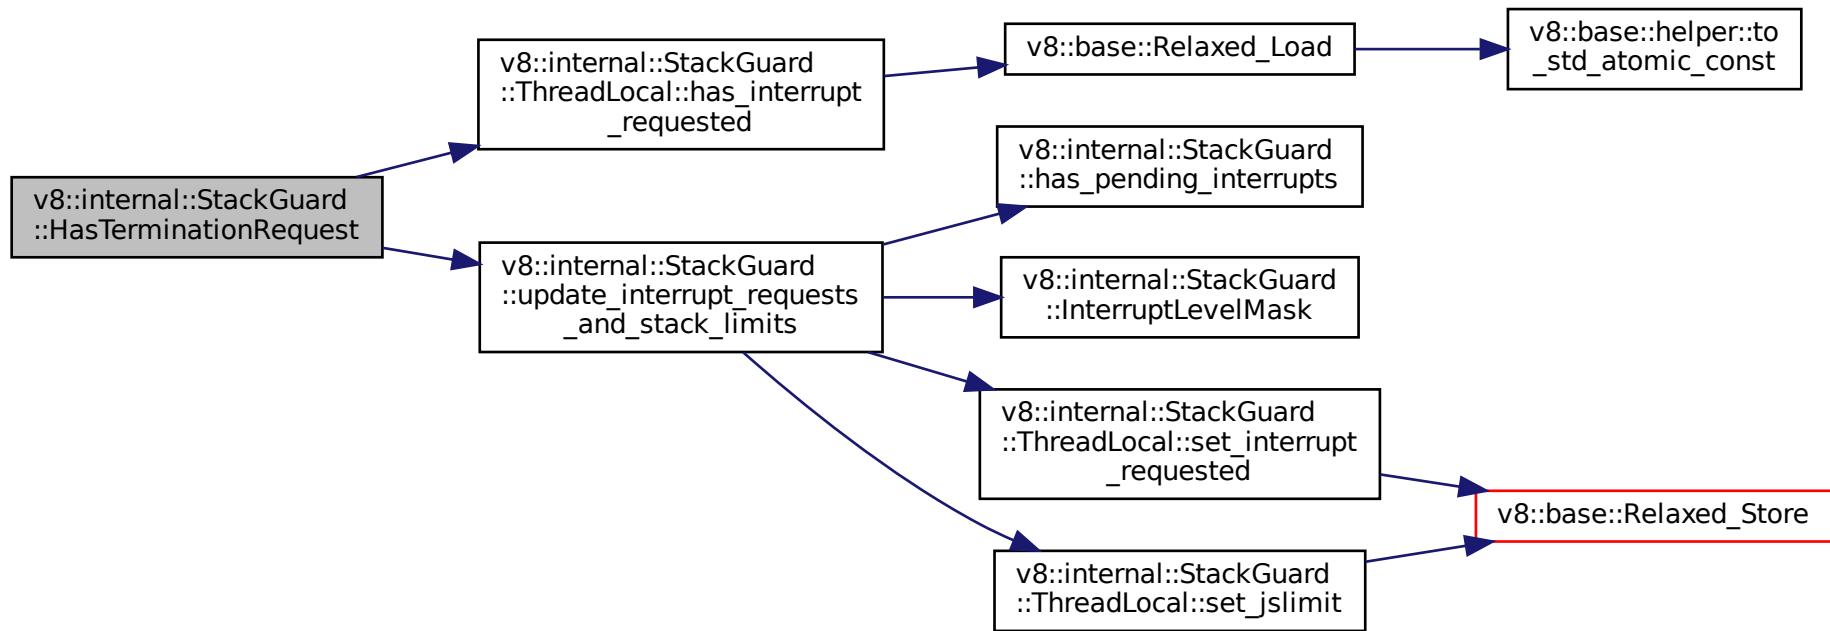 v8::internal::StackGuard
::HasTerminationRequest
v8::internal::StackGuard
::ThreadLocal::has_interrupt
_requested
v8::base::Relaxed_Load
v8::base::helper::to
_std_atomic_const
v8::internal::StackGuard
::update_interrupt_requests
_and_stack_limits
v8::internal::StackGuard
::has_pending_interrupts
v8::internal::StackGuard
::InterruptLevelMask
v8::internal::StackGuard
::ThreadLocal::set_interrupt
_requested
v8::internal::StackGuard
::ThreadLocal::set_jslimit
v8::base::Relaxed_Store